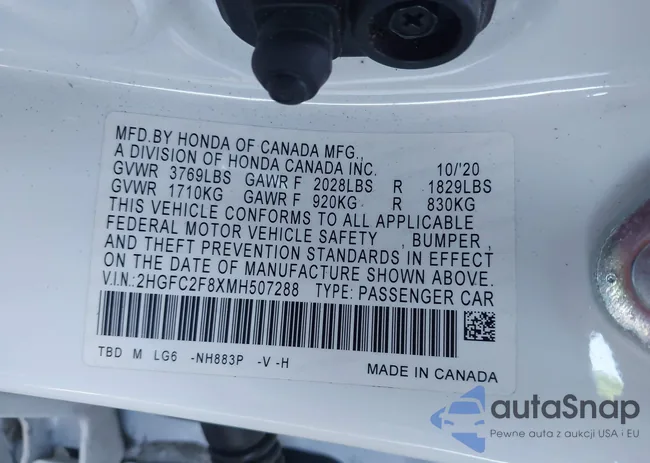 MFD.BY HONDA OF CANADA MFG.,
A DIVISION OF HONDA CANADA INC. 10/'20
GVWR 3769LBS GAWR F 2028LBS R 1829LBS
GVWR 1710KG GAWR F 920KG R 830KG
THIS VEHICLE CONFORMS TO ALL APPLICABLE
FEDERAL MOTOR VEHICLE SAFETY , BUMPER,
AND THEFT PREVENTION STANDARDS IN EFFECT
ON THE DATE OF MANUFACTURE SHOWN ABOVE.
V.I.N.:2HGFC2F8XMH507288 TYPE: PASSENGER CAR
TBD M LG6 -NH883P -V -H
MADE IN CANADA
autaSnap
Pewne auta z aukcji USA i EU